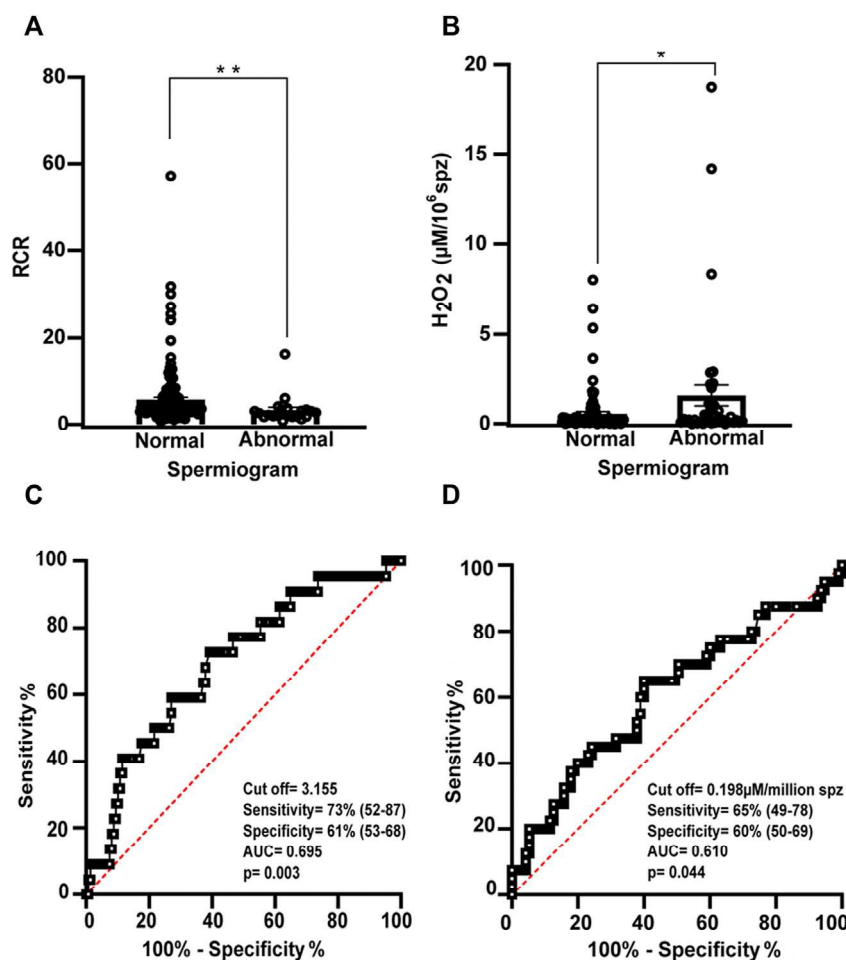 A
80
60
40
20
0
RCR
* *
Normal Abnormal
Spermiogram
B
20
15
10
5
0
H2O2 (µM/10⁶ spz)
*
Normal Abnormal
Spermiogram
C
100
80
60
40
20
0
Sensitivity %
Cut off= 3.155
Sensitivity= 73% (52-87)
Specificity= 61% (53-68)
AUC= 0.695
p= 0.003
0 20 40 60 80 100
100% - Specificity %
D
100
80
60
40
20
0
Sensitivity %
Cut off= 0.198µM/million spz
Sensitivity= 65% (49-78)
Specificity= 60% (50-69)
AUC= 0.610
p= 0.044
0 20 40 60 80 100
100% - Specificity %